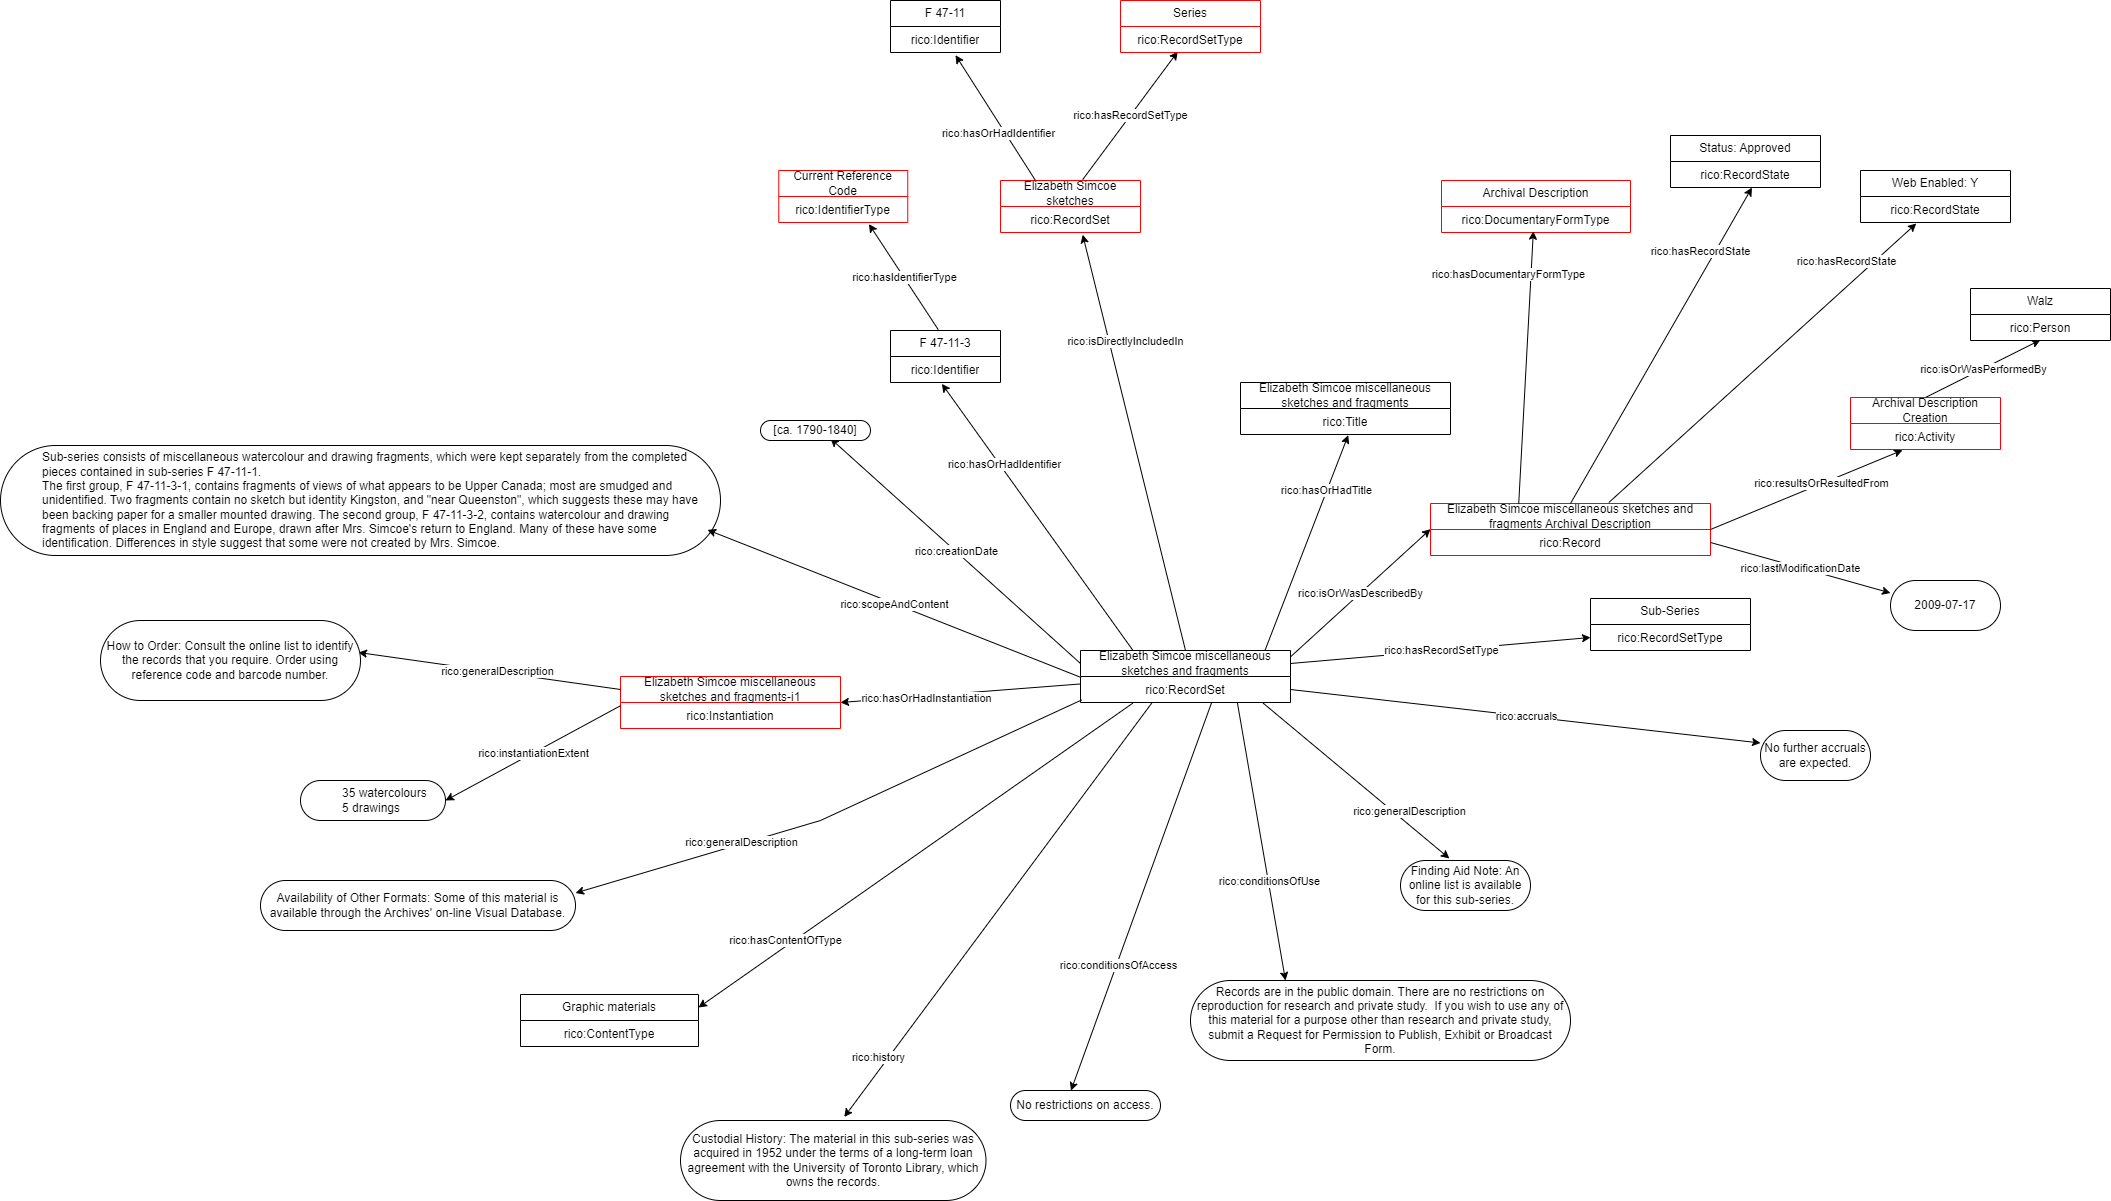 F 47-11
rico:Identifier
Series
rico:RecordSetType
rico:hasRecordSetType
rico:hasOrHadIdentifier
Current Reference
Code
rico:IdentifierType
Elizabeth Simcoe
sketches
rico:RecordSet
Archival Description
rico:DocumentaryFormType
Status: Approved
rico:RecordState
Web Enabled: Y
rico:RecordState
rico:hasIdentifierType
rico:hasDocumentaryFormType
rico:hasRecordState
rico:hasRecordState
Walz
rico:Person
F 47-11-3
rico:Identifier
rico:isDirectlyIncludedIn
rico:isOrWasPerformedBy
Elizabeth Simcoe miscellaneous
sketches and fragments
rico:Title
Archival Description
Creation
rico:Activity
[ca. 1790-1840]
rico:hasOrHadIdentifier
rico:hasOrHadTitle
rico:resultsOrResultedFrom
Sub-series consists of miscellaneous watercolour and drawing fragments, which were kept separately from the completed
pieces contained in sub-series F 47-11-1.
The first group, F 47-11-3-1, contains fragments of views of what appears to be Upper Canada; most are smudged and
unidentified. Two fragments contain no sketch but identity Kingston, and "near Queenston", which suggests these may have
been backing paper for a smaller mounted drawing. The second group, F 47-11-3-2, contains watercolour and drawing
fragments of places in England and Europe, drawn after Mrs. Simcoe's return to England. Many of these have some
identification. Differences in style suggest that some were not created by Mrs. Simcoe.
Elizabeth Simcoe miscellaneous sketches and
fragments Archival Description
rico:Record
rico:creationDate
rico:lastModificationDate
rico:scopeAndContent
rico:isOrWasDescribedBy
2009-07-17
Sub-Series
rico:RecordSetType
How to Order: Consult the online list to identify
the records that you require. Order using
reference code and barcode number.
rico:generalDescription
rico:hasRecordSetType
Elizabeth Simcoe miscellaneous
sketches and fragments
rico:RecordSet
Elizabeth Simcoe miscellaneous
sketches and fragments-i1
rico:Instantiation
rico:hasOrHadInstantiation
rico:accruals
No further accruals
are expected.
rico:instantiationExtent
35 watercolours
5 drawings
rico:generalDescription
rico:generalDescription
Availability of Other Formats: Some of this material is
available through the Archives' on-line Visual Database.
rico:conditionsOfUse
Finding Aid Note: An
online list is available
for this sub-series.
rico:hasContentOfType
rico:conditionsOfAccess
Graphic materials
rico:ContentType
Records are in the public domain. There are no restrictions on
reproduction for research and private study.  If you wish to use any of
this material for a purpose other than research and private study,
submit a Request for Permission to Publish, Exhibit or Broadcast
Form.
rico:history
No restrictions on access.
Custodial History: The material in this sub-series was
acquired in 1952 under the terms of a long-term loan
agreement with the University of Toronto Library, which
owns the records.